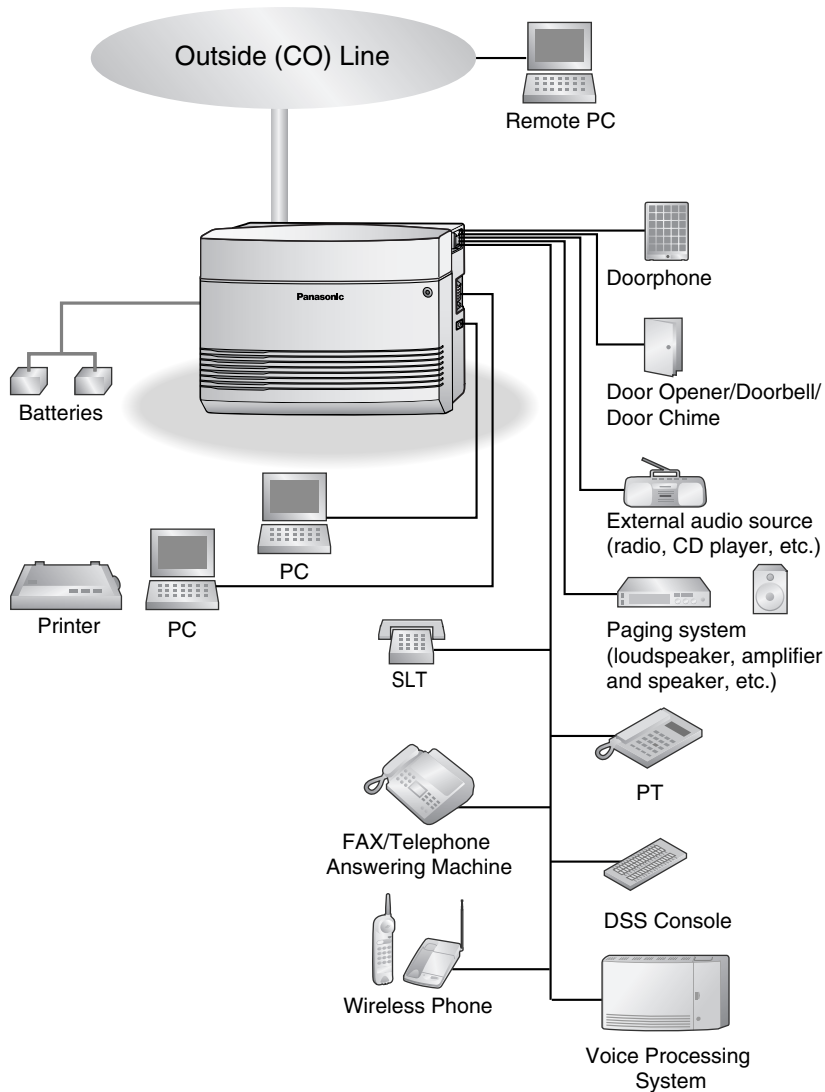 Outside (CO) Line
Remote PC
Panasonic
Doorphone
Batteries
Door Opener/Doorbell/
Door Chime
External audio source
(radio, CD player, etc.)
PC
Printer
PC
Paging system
(loudspeaker, amplifier
and speaker, etc.)
SLT
PT
FAX/Telephone
Answering Machine
DSS Console
Wireless Phone
Voice Processing
System